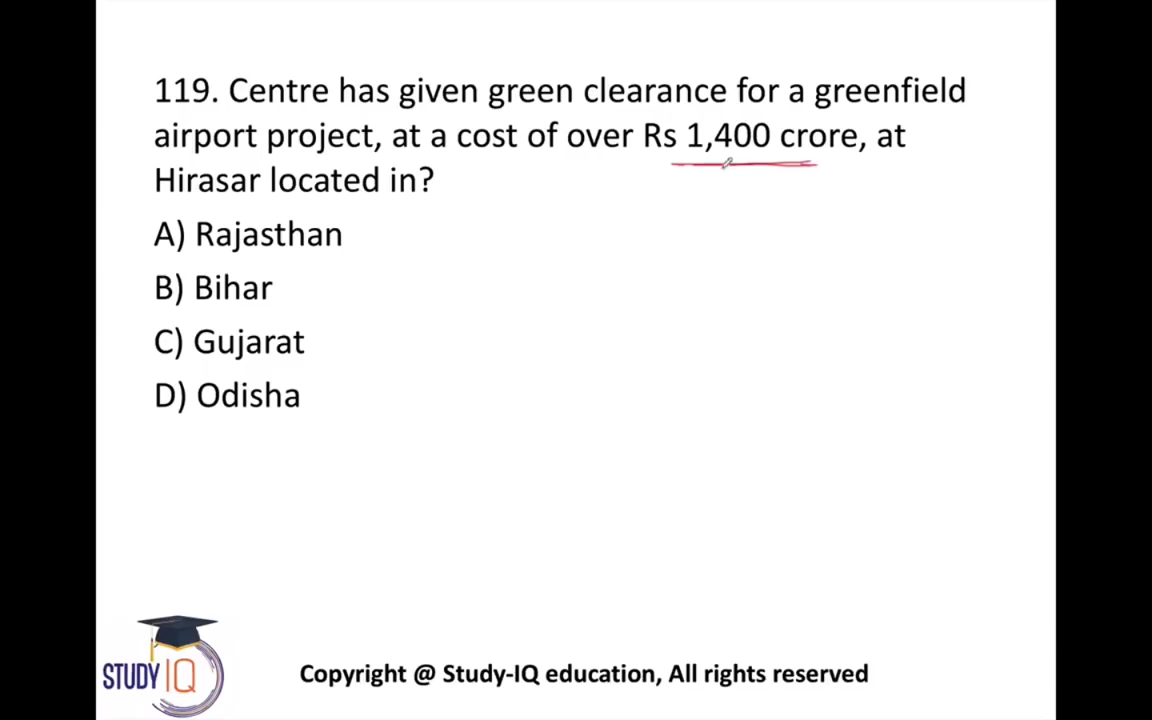 119. Centre has given green clearance for a greenfield
airport project, at a cost of over Rs 1,400 crore, at
Hirasar located in?
A) Rajasthan
B) Bihar
C) Gujarat
D) Odisha
STUDY IQ
Copyright @ Study-IQ education, All rights reserved